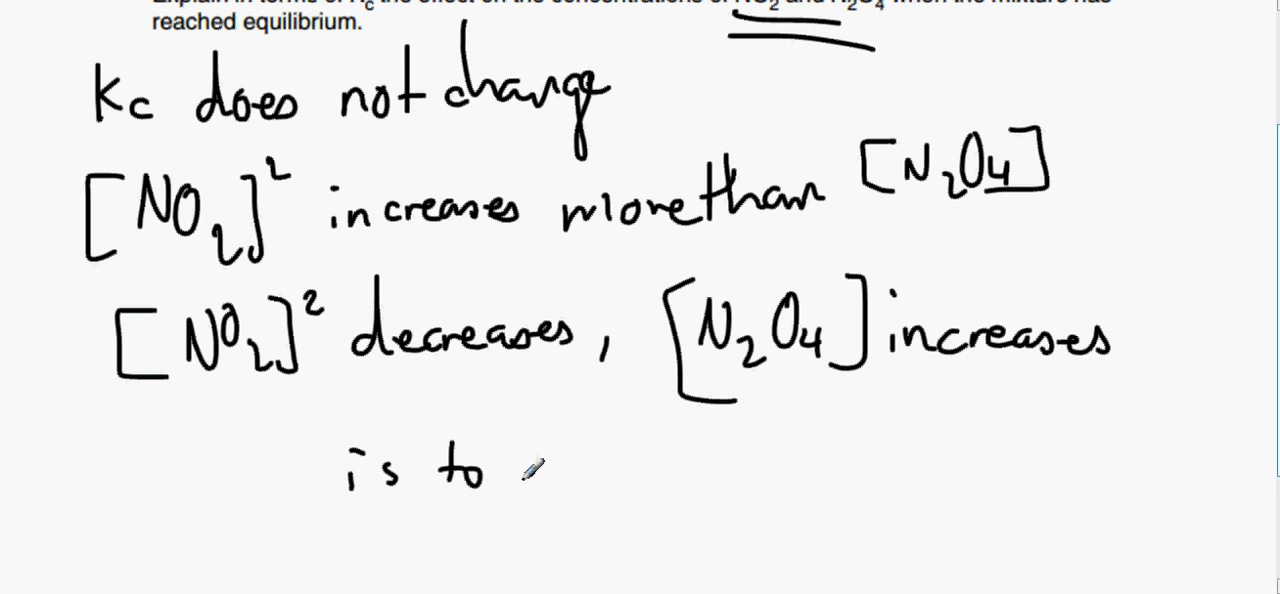 reached equilibrium.
Kc does not change
[NO₂]² increases more than [N₂O₄]
[NO₂]² decreases, [N₂O₄] increases
is to